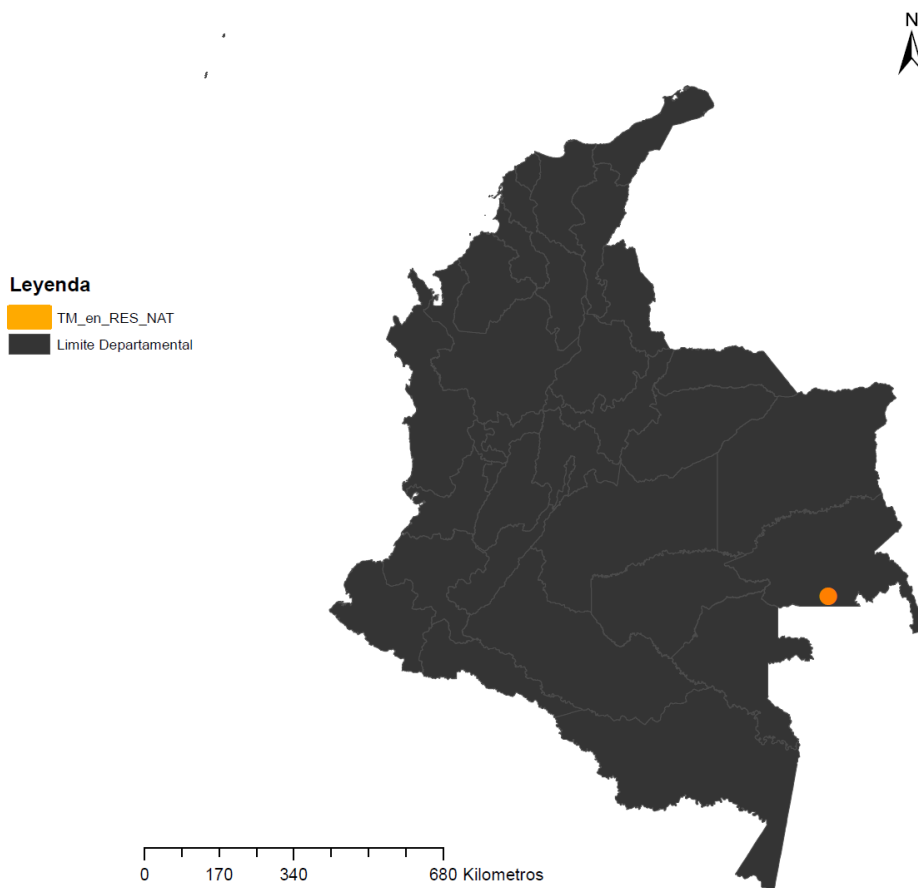 N
Leyenda
TM_en_RES_NAT
Limite Departamental
0 170 340 680 Kilometros